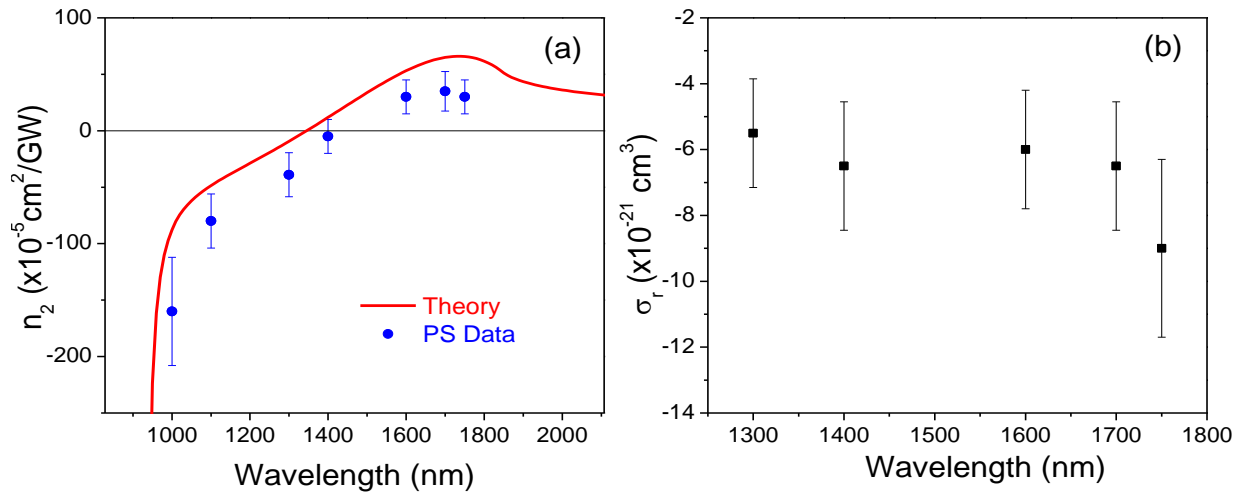 (a)
100
0
-100
-200
n2 (x10-5cm2/GW)
Theory
PS Data
1000 1200 1400 1600 1800 2000
Wavelength (nm)
(b)
-2
-4
-6
-8
-10
-12
-14
σr (x10-21 cm3)
1300 1400 1500 1600 1700 1800
Wavelength (nm)